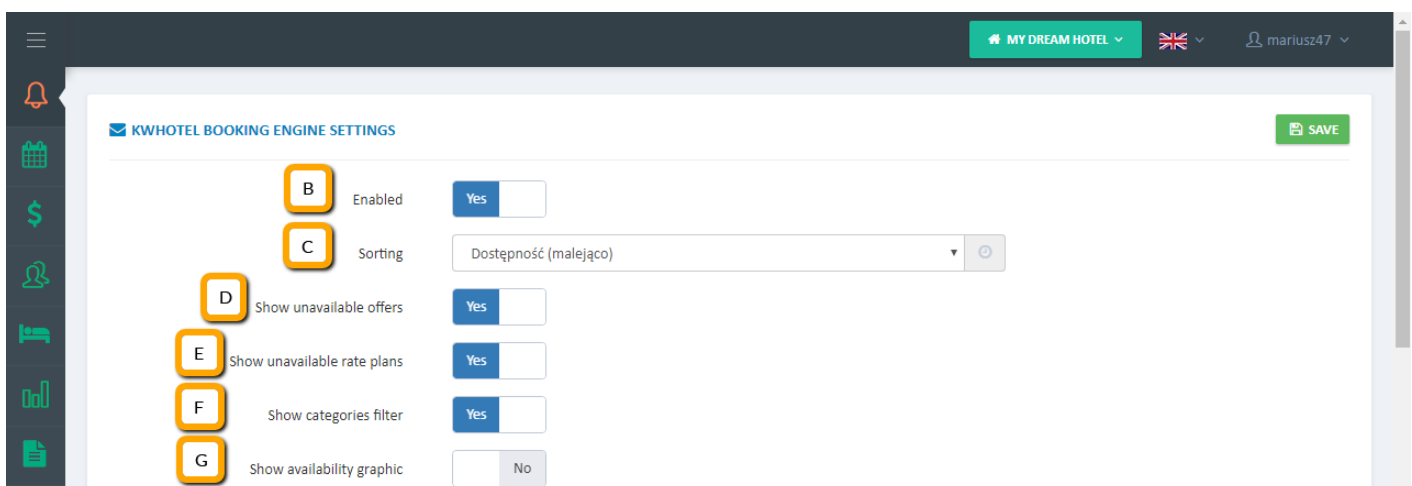 MY DREAM HOTEL
mariusz47
KWHOTEL BOOKING ENGINE SETTINGS
SAVE
B
Enabled
Yes
C
Sorting
Dostępność (malejąco)
D
Show unavailable offers
Yes
E
Show unavailable rate plans
Yes
F
Show categories filter
Yes
G
Show availability graphic
No